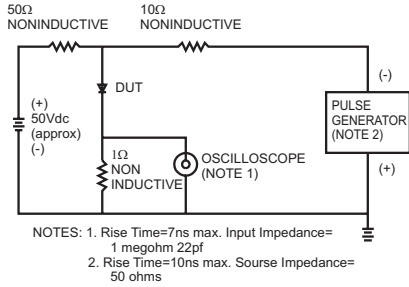 50Ω
NONINDUCTIVE
10Ω
NONINDUCTIVE
(+)
50Vdc
(approx)
(-)
DUT
1Ω
NON
INDUCTIVE
OSCILLOSCOPE
(NOTE 1)
(-)
PULSE
GENERATOR
(NOTE 2)
(+)
NOTES: 1. Rise Time=7ns max. Input Impedance=
1 megohm 22pf
2. Rise Time=10ns max. Sourse Impedance=
50 ohms